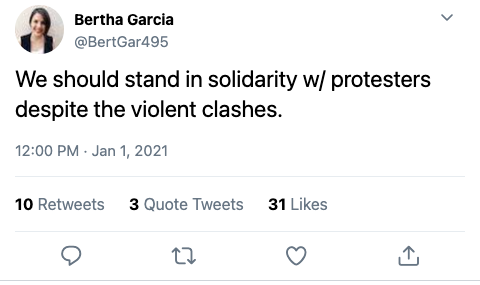 Bertha Garcia
@BertGar495
We should stand in solidarity w/ protesters
despite the violent clashes.
12:00 PM · Jan 1, 2021
10 Retweets 3 Quote Tweets 31 Likes